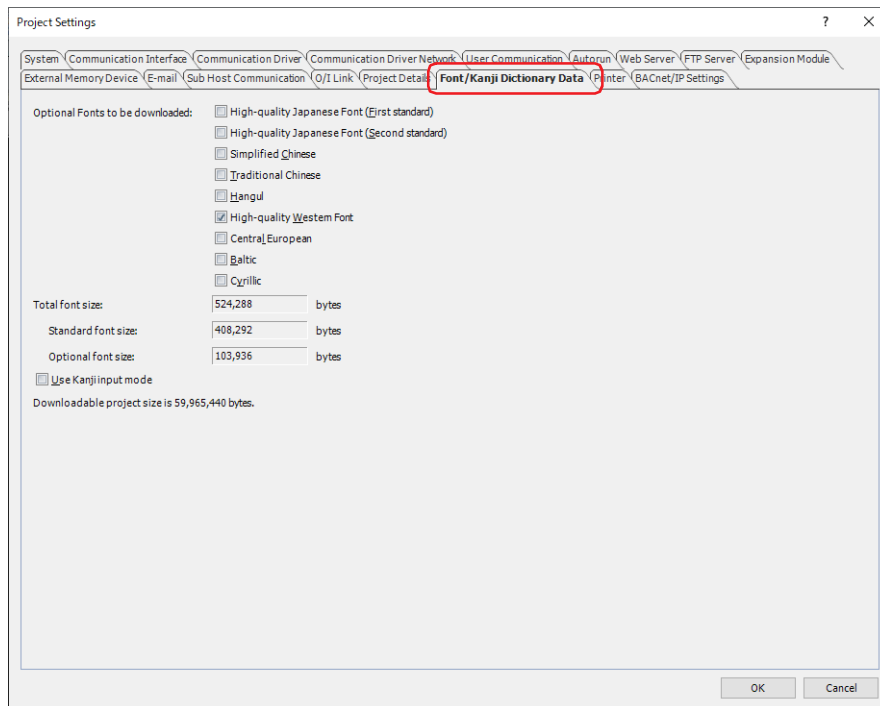 Project Settings ? ×
System Communication Interface Communication Driver Communication Driver Network User Communication Autorun Web Server FTP Server Expansion Module
External Memory Device E-mail Sub Host Communication O/I Link Project Details Font/Kanji Dictionary Data Printer BACnet/IP Settings
Optional Fonts to be downloaded: High-quality Japanese Font (First standard)
High-quality Japanese Font (Second standard)
Simplified Chinese
Traditional Chinese
Hangul
High-quality Western Font
Central European
Baltic
Cyrillic
Total font size: 524,288 bytes
Standard font size: 408,292 bytes
Optional font size: 103,936 bytes
Use Kanji input mode
Downloadable project size is 59,965,440 bytes.
OK Cancel